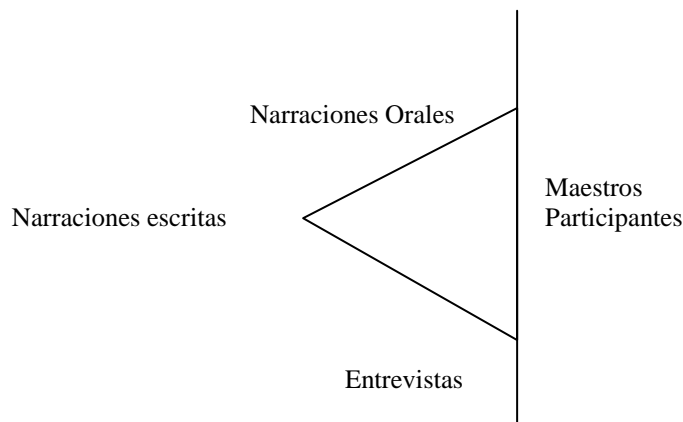 Narraciones Orales
Narraciones escritas
Maestros
Participantes
Entrevistas